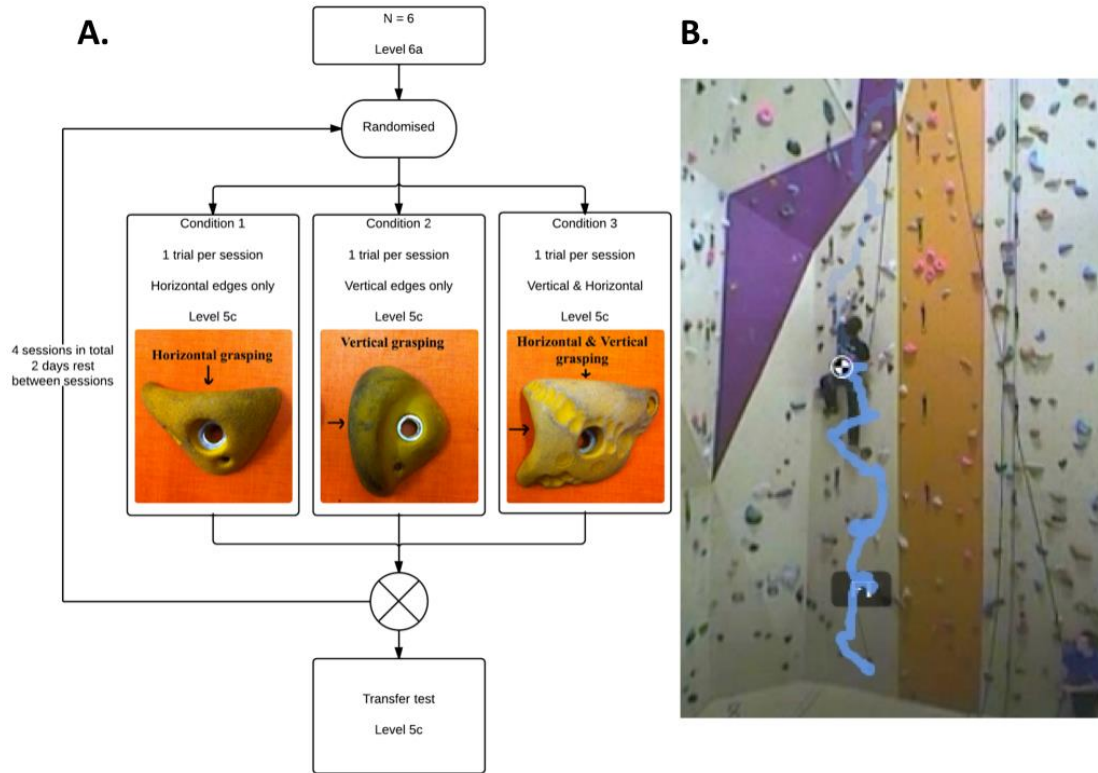 A.
N = 6
Level 6a
Randomised
Condition 1
1 trial per session
Horizontal edges only
Level 5c
Horizontal grasping
Condition 2
1 trial per session
Vertical edges only
Level 5c
Vertical grasping
Condition 3
1 trial per session
Vertical & Horizontal
Level 5c
Horizontal & Vertical
grasping
4 sessions in total
2 days rest
between sessions
Transfer test
Level 5c
B.